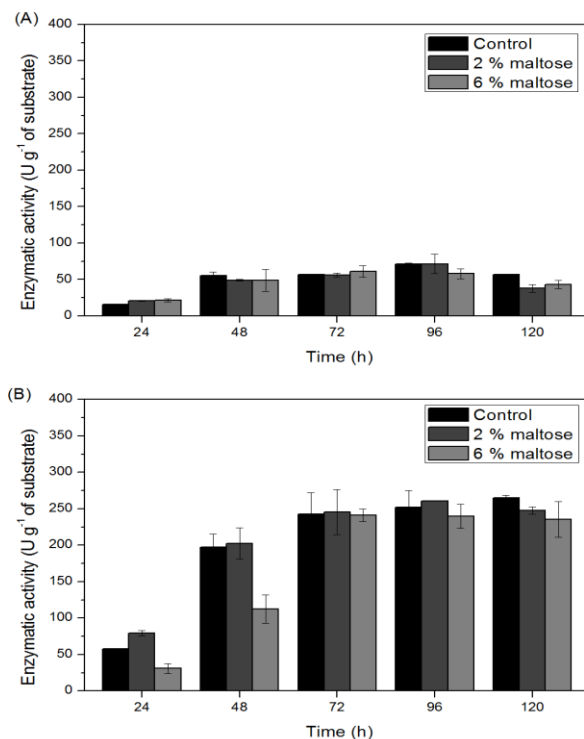 (A)
400
350
300
250
200
150
100
50
0
Enzymatic activity (U g⁻¹ of substrate)
Control
2 % maltose
6 % maltose
24 48 72 96 120
Time (h)
(B)
400
350
300
250
200
150
100
50
0
Enzymatic activity (U g⁻¹ of substrate)
Control
2 % maltose
6 % maltose
24 48 72 96 120
Time (h)